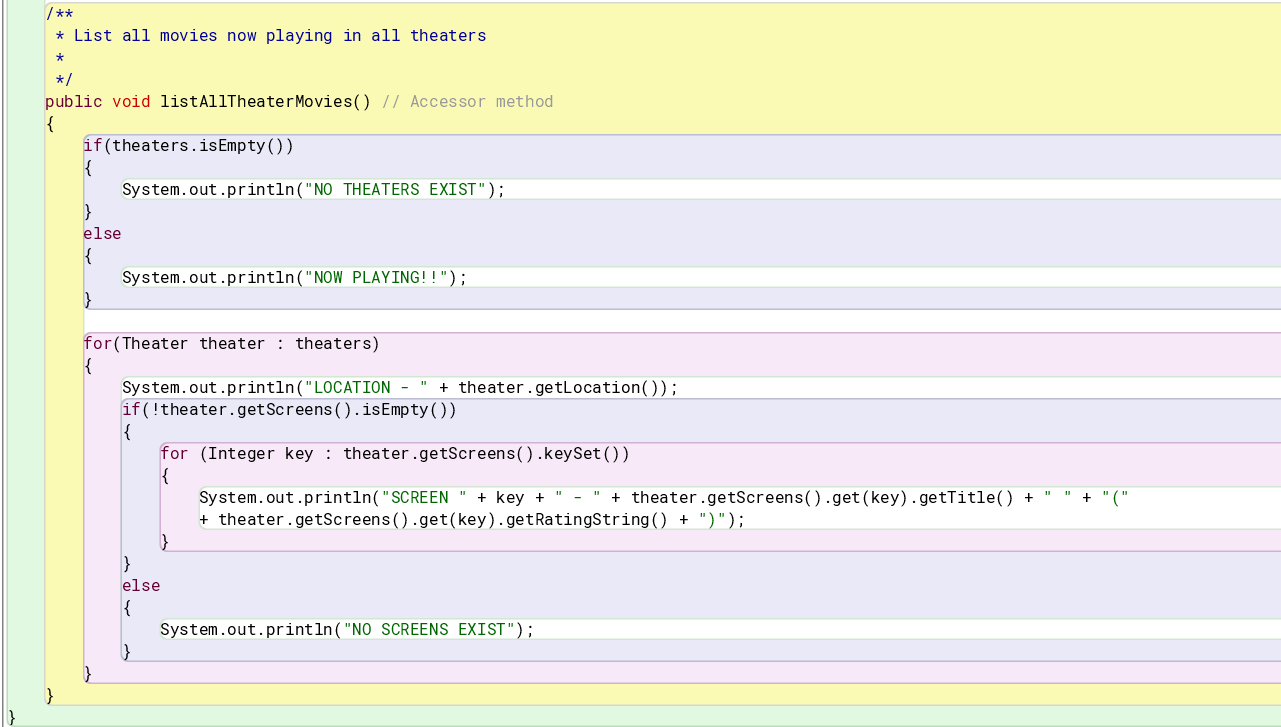 /**
 * List all movies now playing in all theaters
 *
 */
public void listAllTheaterMovies() // Accessor method
{
    if(theaters.isEmpty())
    {
        System.out.println("NO THEATERS EXIST");
    }
    else
    {
        System.out.println("NOW PLAYING!!");
    }

    for(Theater theater : theaters)
    {
        System.out.println("LOCATION - " + theater.getLocation());
        if(!theater.getScreens().isEmpty())
        {
            for (Integer key : theater.getScreens().keySet())
            {
                System.out.println("SCREEN " + key + " - " + theater.getScreens().get(key).getTitle() + " " + "("
                + theater.getScreens().get(key).getRatingString() + ")");
            }
        }
        else
        {
            System.out.println("NO SCREENS EXIST");
        }
    }
}
}